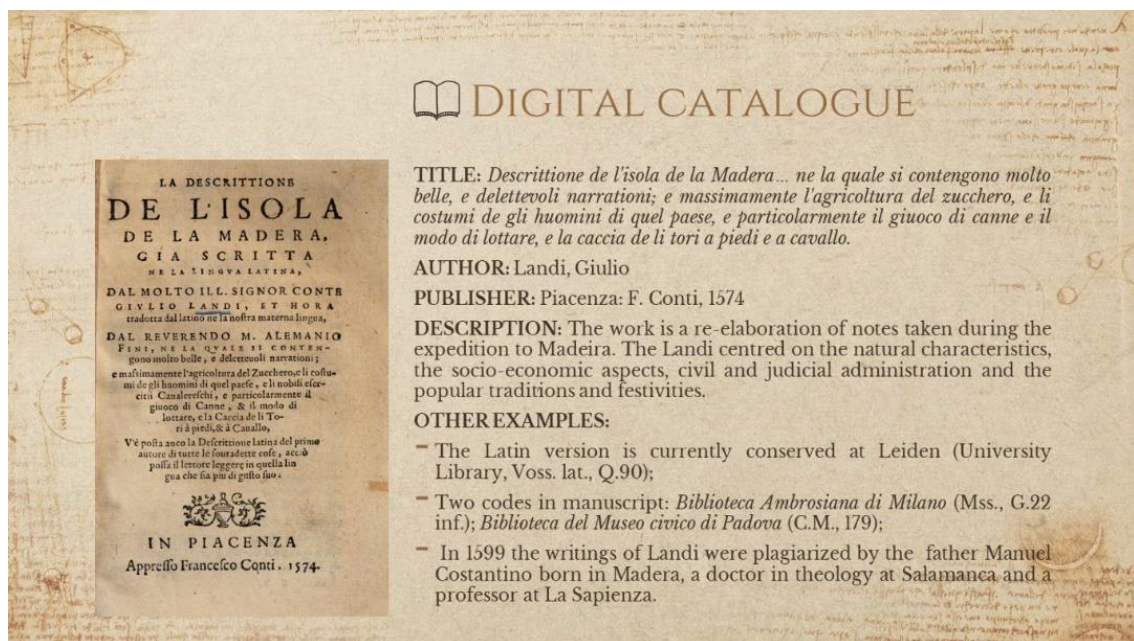 DIGITAL CATALOGUE
LA DESCRITTIONE
DE L'ISOLA
DE LA MADERA,
GIA SCRITTA
NE LA LINGVA LATINA,
DAL MOLTO ILL. SIGNOR CONTE
GIVLIO LANDI, ET HORA
tradotta dal latino ne la noſtra materna lingua,
DAL REVERENDO M. ALEMANIO
FINI, NE LA QVALE SI CONTEN-
gono molto belle, e delettevoli narrationi;
e maſſimamente l'agricoltura del Zucchero, e li coſtu-
mi de gli huomini di quel paeſe, e li nobili eſer-
citii Canalereſchi, e particolarmente il
giuoco di Canne, & il modo di
lottare, e la Caccia de li To-
ri à piedi, & à Cauallo,
V'è poſta anco la Deſcrittione latina del primo
autore di tutte le ſouradette coſe, acciò
poſſa il lettore leggere in quella lin
gua che ſia piu di guſto ſuo.
IN PIACENZA
Appreſſo Franceſco Conti. 1574.
TITLE: Descrittione de l'isola de la Madera... ne la quale si contengono molto
belle, e delettevoli narrationi; e massimamente l'agricoltura del zucchero, e li
costumi de gli huomini di quel paese, e particolarmente il giuoco di canne e il
modo di lottare, e la caccia de li tori a piedi e a cavallo.
AUTHOR: Landi, Giulio
PUBLISHER: Piacenza: F. Conti, 1574
DESCRIPTION: The work is a re-elaboration of notes taken during the
expedition to Madeira. The Landi centred on the natural characteristics,
the socio-economic aspects, civil and judicial administration and the
popular traditions and festivities.
OTHER EXAMPLES:
- The Latin version is currently conserved at Leiden (University
Library, Voss. lat., Q.90);
- Two codes in manuscript: Biblioteca Ambrosiana di Milano (Mss., G.22
inf.); Biblioteca del Museo civico di Padova (C.M., 179);
- In 1599 the writings of Landi were plagiarized by the father Manuel
Costantino born in Madera, a doctor in theology at Salamanca and a
professor at La Sapienza.